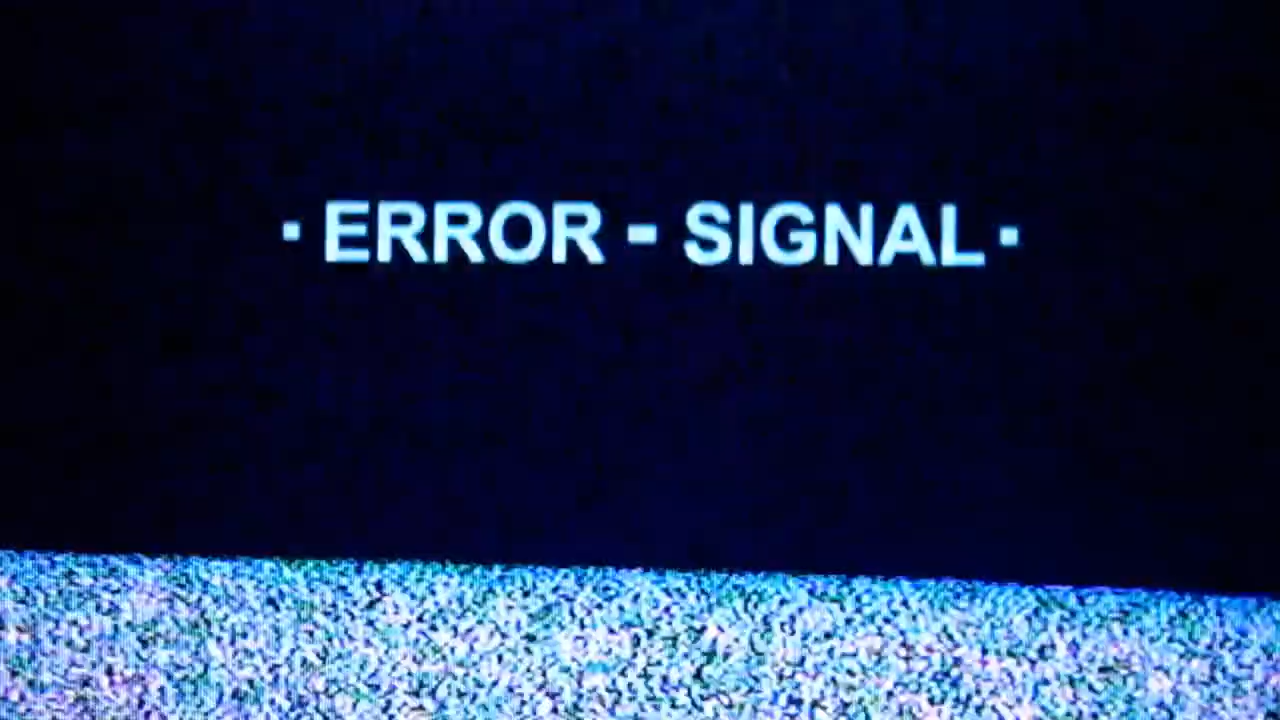 ▪ ERROR - SIGNAL ▪